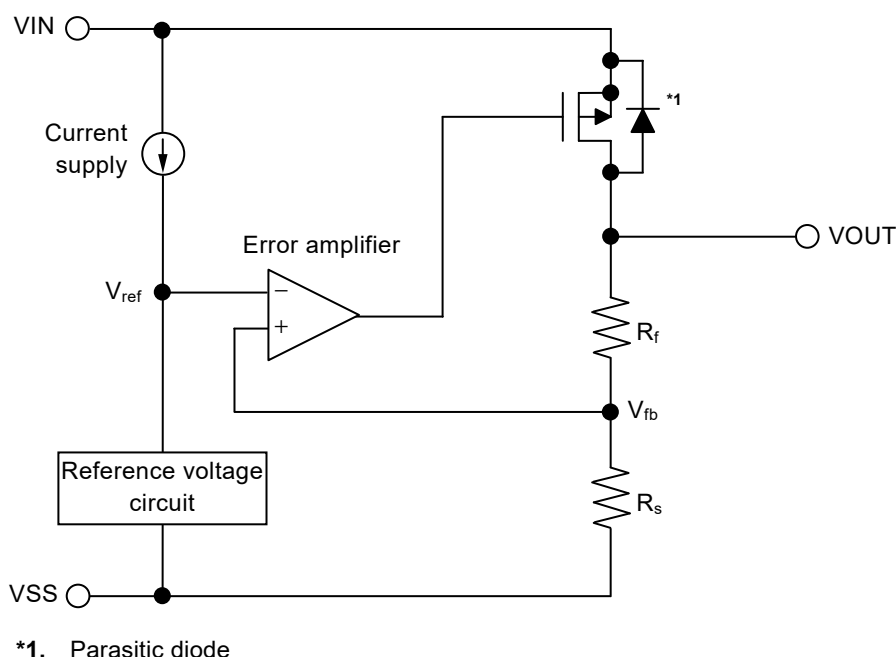 VIN
*1
Current
supply
Error amplifier
VOUT
Vref
−
+
Rf
Vfb
Reference voltage
circuit
Rs
VSS
*1. Parasitic diode